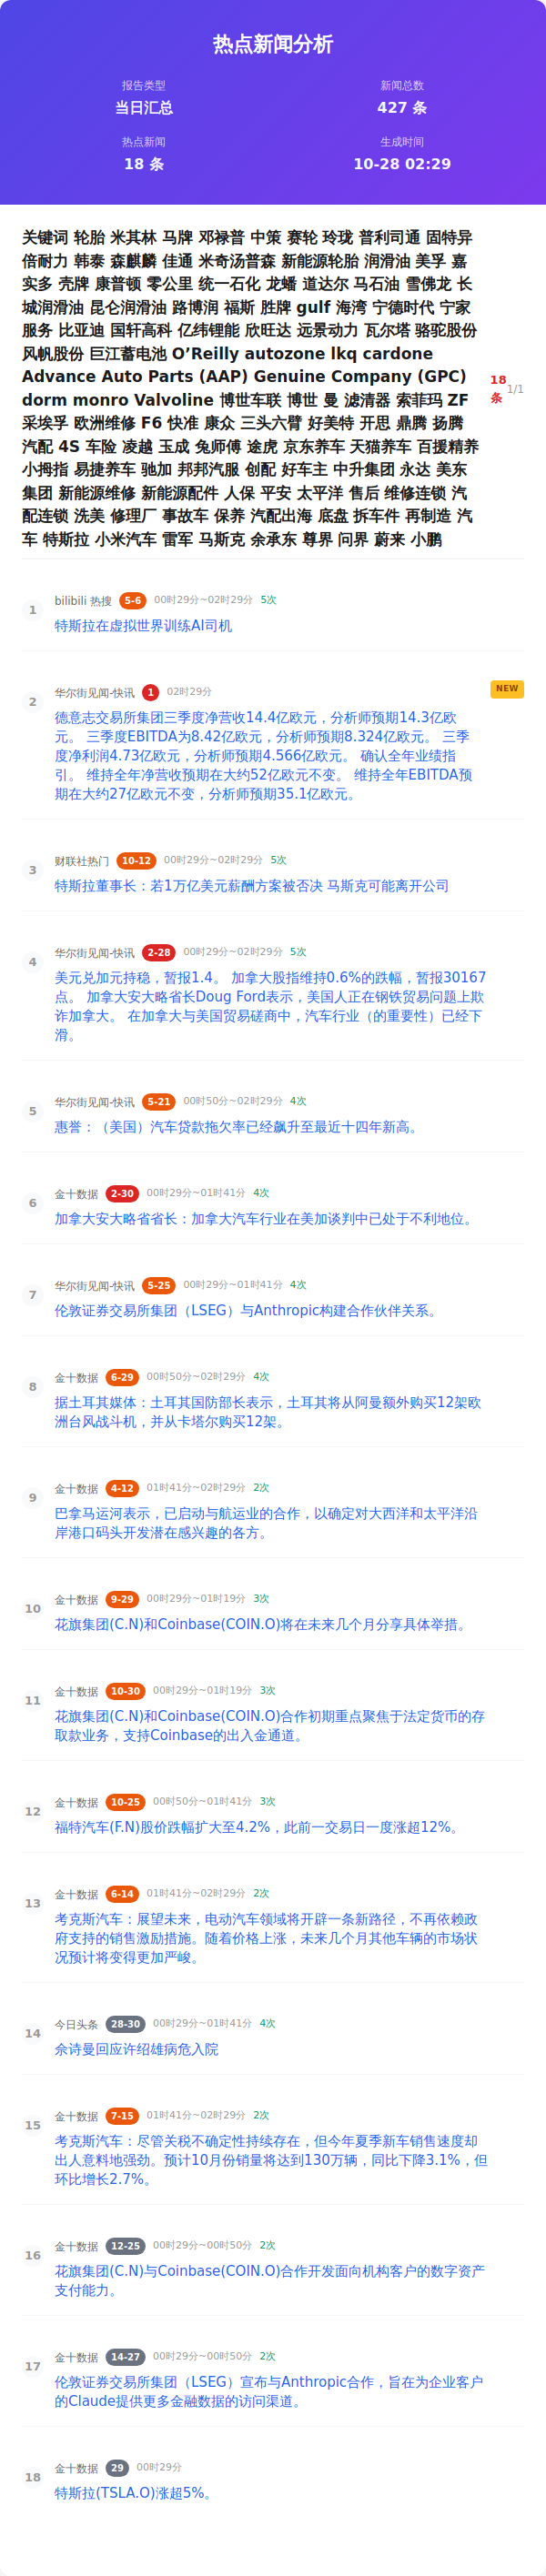 热点新闻分析
报告类型
当日汇总
新闻总数
427 条
热点新闻
18 条
生成时间
10-28 02:29
关键词 轮胎 米其林 马牌 邓禄普 中策 赛轮 玲珑 普利司通 固特异
倍耐力 韩泰 森麒麟 佳通 米奇汤普森 新能源轮胎 润滑油 美孚 嘉
实多 壳牌 康普顿 零公里 统一石化 龙蟠 道达尔 马石油 雪佛龙 长
城润滑油 昆仑润滑油 路博润 福斯 胜牌 gulf 海湾 宁德时代 宁家
服务 比亚迪 国轩高科 亿纬锂能 欣旺达 远景动力 瓦尔塔 骆驼股份
风帆股份 巨江蓄电池 O’Reilly autozone lkq cardone
Advance Auto Parts (AAP) Genuine Company (GPC)
dorm monro Valvoline 博世车联 博世 曼 滤清器 索菲玛 ZF
采埃孚 欧洲维修 F6 快准 康众 三头六臂 好美特 开思 鼎腾 扬腾
汽配 4S 车险 凌越 王成 兔师傅 途虎 京东养车 天猫养车 百援精养
小拇指 易捷养车 驰加 邦邦汽服 创配 好车主 中升集团 永达 美东
集团 新能源维修 新能源配件 人保 平安 太平洋 售后 维修连锁 汽
配连锁 洗美 修理厂 事故车 保养 汽配出海 底盘 拆车件 再制造 汽
车 特斯拉 小米汽车 雷军 马斯克 余承东 尊界 问界 蔚来 小鹏
18
条
1/1
1
bilibili 热搜 5-6 00时29分~02时29分 5次
特斯拉在虚拟世界训练AI司机
2
华尔街见闻-快讯 1 02时29分
NEW
德意志交易所集团三季度净营收14.4亿欧元，分析师预期14.3亿欧
元。 三季度EBITDA为8.42亿欧元，分析师预期8.324亿欧元。 三季
度净利润4.73亿欧元，分析师预期4.566亿欧元。 确认全年业绩指
引。 维持全年净营收预期在大约52亿欧元不变。 维持全年EBITDA预
期在大约27亿欧元不变，分析师预期35.1亿欧元。
3
财联社热门 10-12 00时29分~02时29分 5次
特斯拉董事长：若1万亿美元薪酬方案被否决 马斯克可能离开公司
4
华尔街见闻-快讯 2-28 00时29分~02时29分 5次
美元兑加元持稳，暂报1.4。 加拿大股指维持0.6%的跌幅，暂报30167
点。 加拿大安大略省长Doug Ford表示，美国人正在钢铁贸易问题上欺
诈加拿大。 在加拿大与美国贸易磋商中，汽车行业（的重要性）已经下
滑。
5
华尔街见闻-快讯 5-21 00时50分~02时29分 4次
惠誉：（美国）汽车贷款拖欠率已经飙升至最近十四年新高。
6
金十数据 2-30 00时29分~01时41分 4次
加拿大安大略省省长：加拿大汽车行业在美加谈判中已处于不利地位。
7
华尔街见闻-快讯 5-25 00时29分~01时41分 4次
伦敦证券交易所集团（LSEG）与Anthropic构建合作伙伴关系。
8
金十数据 6-29 00时50分~02时29分 4次
据土耳其媒体：土耳其国防部长表示，土耳其将从阿曼额外购买12架欧
洲台风战斗机，并从卡塔尔购买12架。
9
金十数据 4-12 01时41分~02时29分 2次
巴拿马运河表示，已启动与航运业的合作，以确定对大西洋和太平洋沿
岸港口码头开发潜在感兴趣的各方。
10
金十数据 9-29 00时29分~01时19分 3次
花旗集团(C.N)和Coinbase(COIN.O)将在未来几个月分享具体举措。
11
金十数据 10-30 00时29分~01时19分 3次
花旗集团(C.N)和Coinbase(COIN.O)合作初期重点聚焦于法定货币的存
取款业务，支持Coinbase的出入金通道。
12
金十数据 10-25 00时50分~01时41分 3次
福特汽车(F.N)股价跌幅扩大至4.2%，此前一交易日一度涨超12%。
13
金十数据 6-14 01时41分~02时29分 2次
考克斯汽车：展望未来，电动汽车领域将开辟一条新路径，不再依赖政
府支持的销售激励措施。随着价格上涨，未来几个月其他车辆的市场状
况预计将变得更加严峻。
14
今日头条 28-30 00时29分~01时41分 4次
佘诗曼回应许绍雄病危入院
15
金十数据 7-15 01时41分~02时29分 2次
考克斯汽车：尽管关税不确定性持续存在，但今年夏季新车销售速度却
出人意料地强劲。预计10月份销量将达到130万辆，同比下降3.1%，但
环比增长2.7%。
16
金十数据 12-25 00时29分~00时50分 2次
花旗集团(C.N)与Coinbase(COIN.O)合作开发面向机构客户的数字资产
支付能力。
17
金十数据 14-27 00时29分~00时50分 2次
伦敦证券交易所集团（LSEG）宣布与Anthropic合作，旨在为企业客户
的Claude提供更多金融数据的访问渠道。
18
金十数据 29 00时29分
特斯拉(TSLA.O)涨超5%。